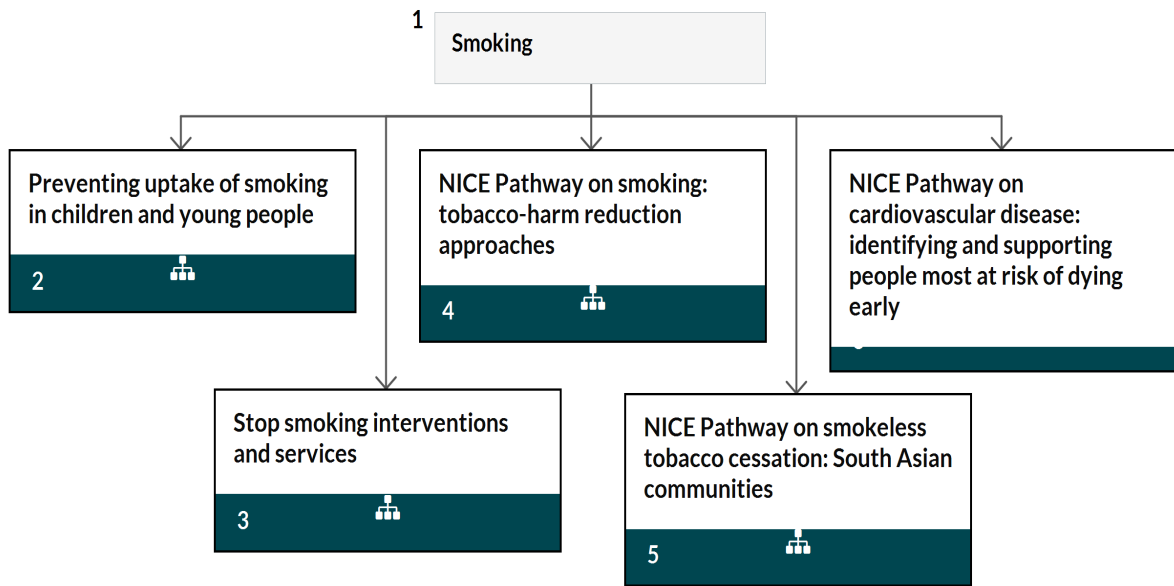 1
Smoking
Preventing uptake of smoking
in children and young people
2
NICE Pathway on smoking:
tobacco-harm reduction
approaches
4
NICE Pathway on
cardiovascular disease:
identifying and supporting
people most at risk of dying
early
Stop smoking interventions
and services
3
NICE Pathway on smokeless
tobacco cessation: South Asian
communities
5